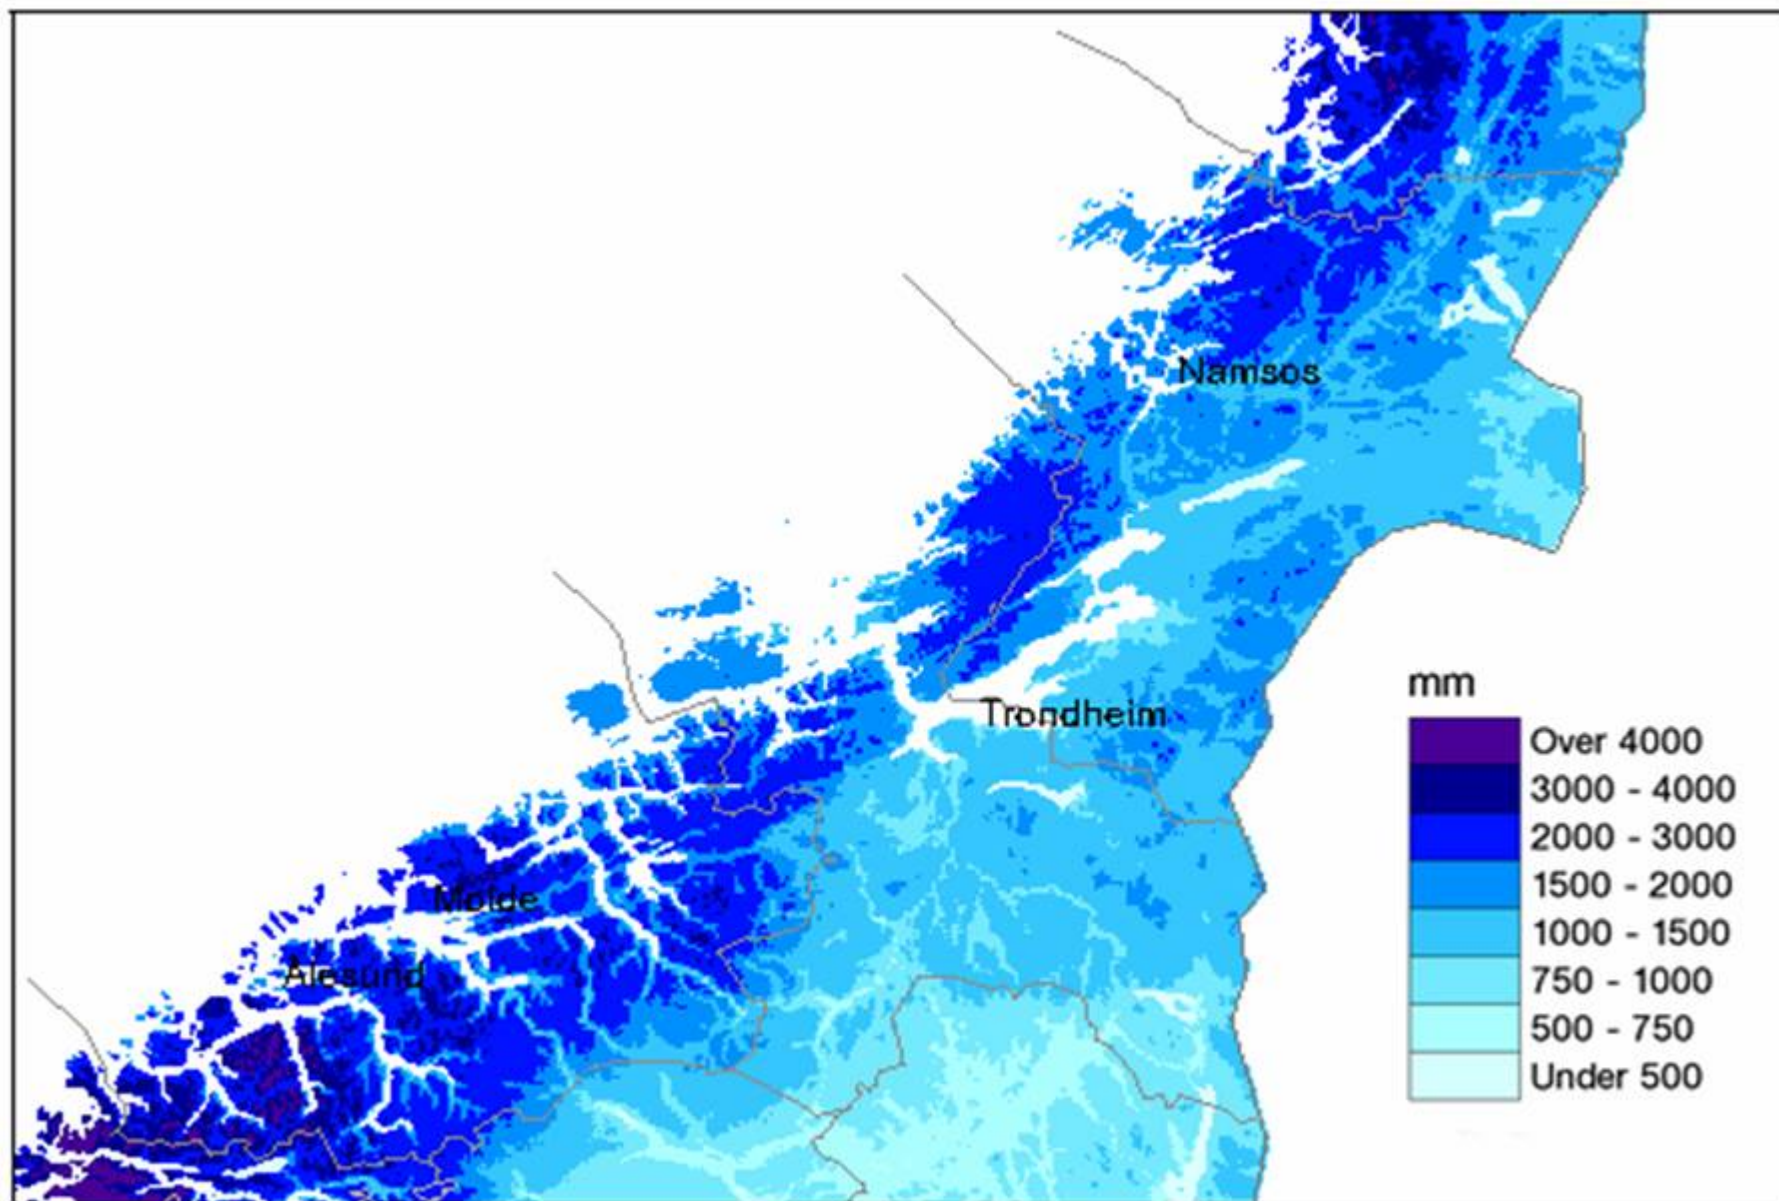 Namsos
Trondheim
Molde
Ålesund
mm
Over 4000
3000 - 4000
2000 - 3000
1500 - 2000
1000 - 1500
750 - 1000
500 - 750
Under 500